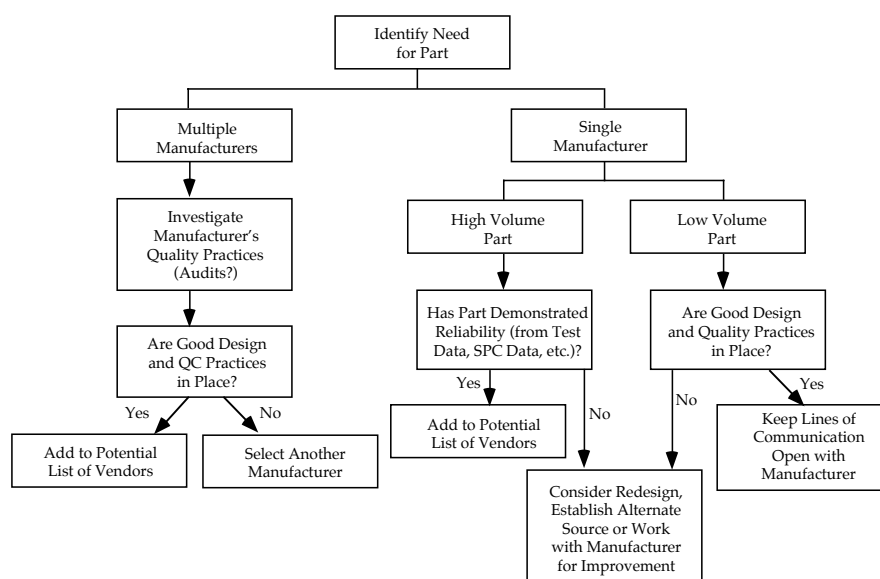 Identify Need
for Part
Multiple
Manufacturers
Single
Manufacturer
Investigate
Manufacturer’s
Quality Practices
(Audits?)
High Volume
Part
Low Volume
Part
Are Good Design
and QC Practices
in Place?
Has Part Demonstrated
Reliability (from Test
Data, SPC Data, etc.)?
Are Good Design
and Quality Practices
in Place?
Yes
No
Yes
No
No
Yes
Add to Potential
List of Vendors
Select Another
Manufacturer
Add to Potential
List of Vendors
Keep Lines of
Communication
Open with
Manufacturer
Consider Redesign,
Establish Alternate
Source or Work
with Manufacturer
for Improvement